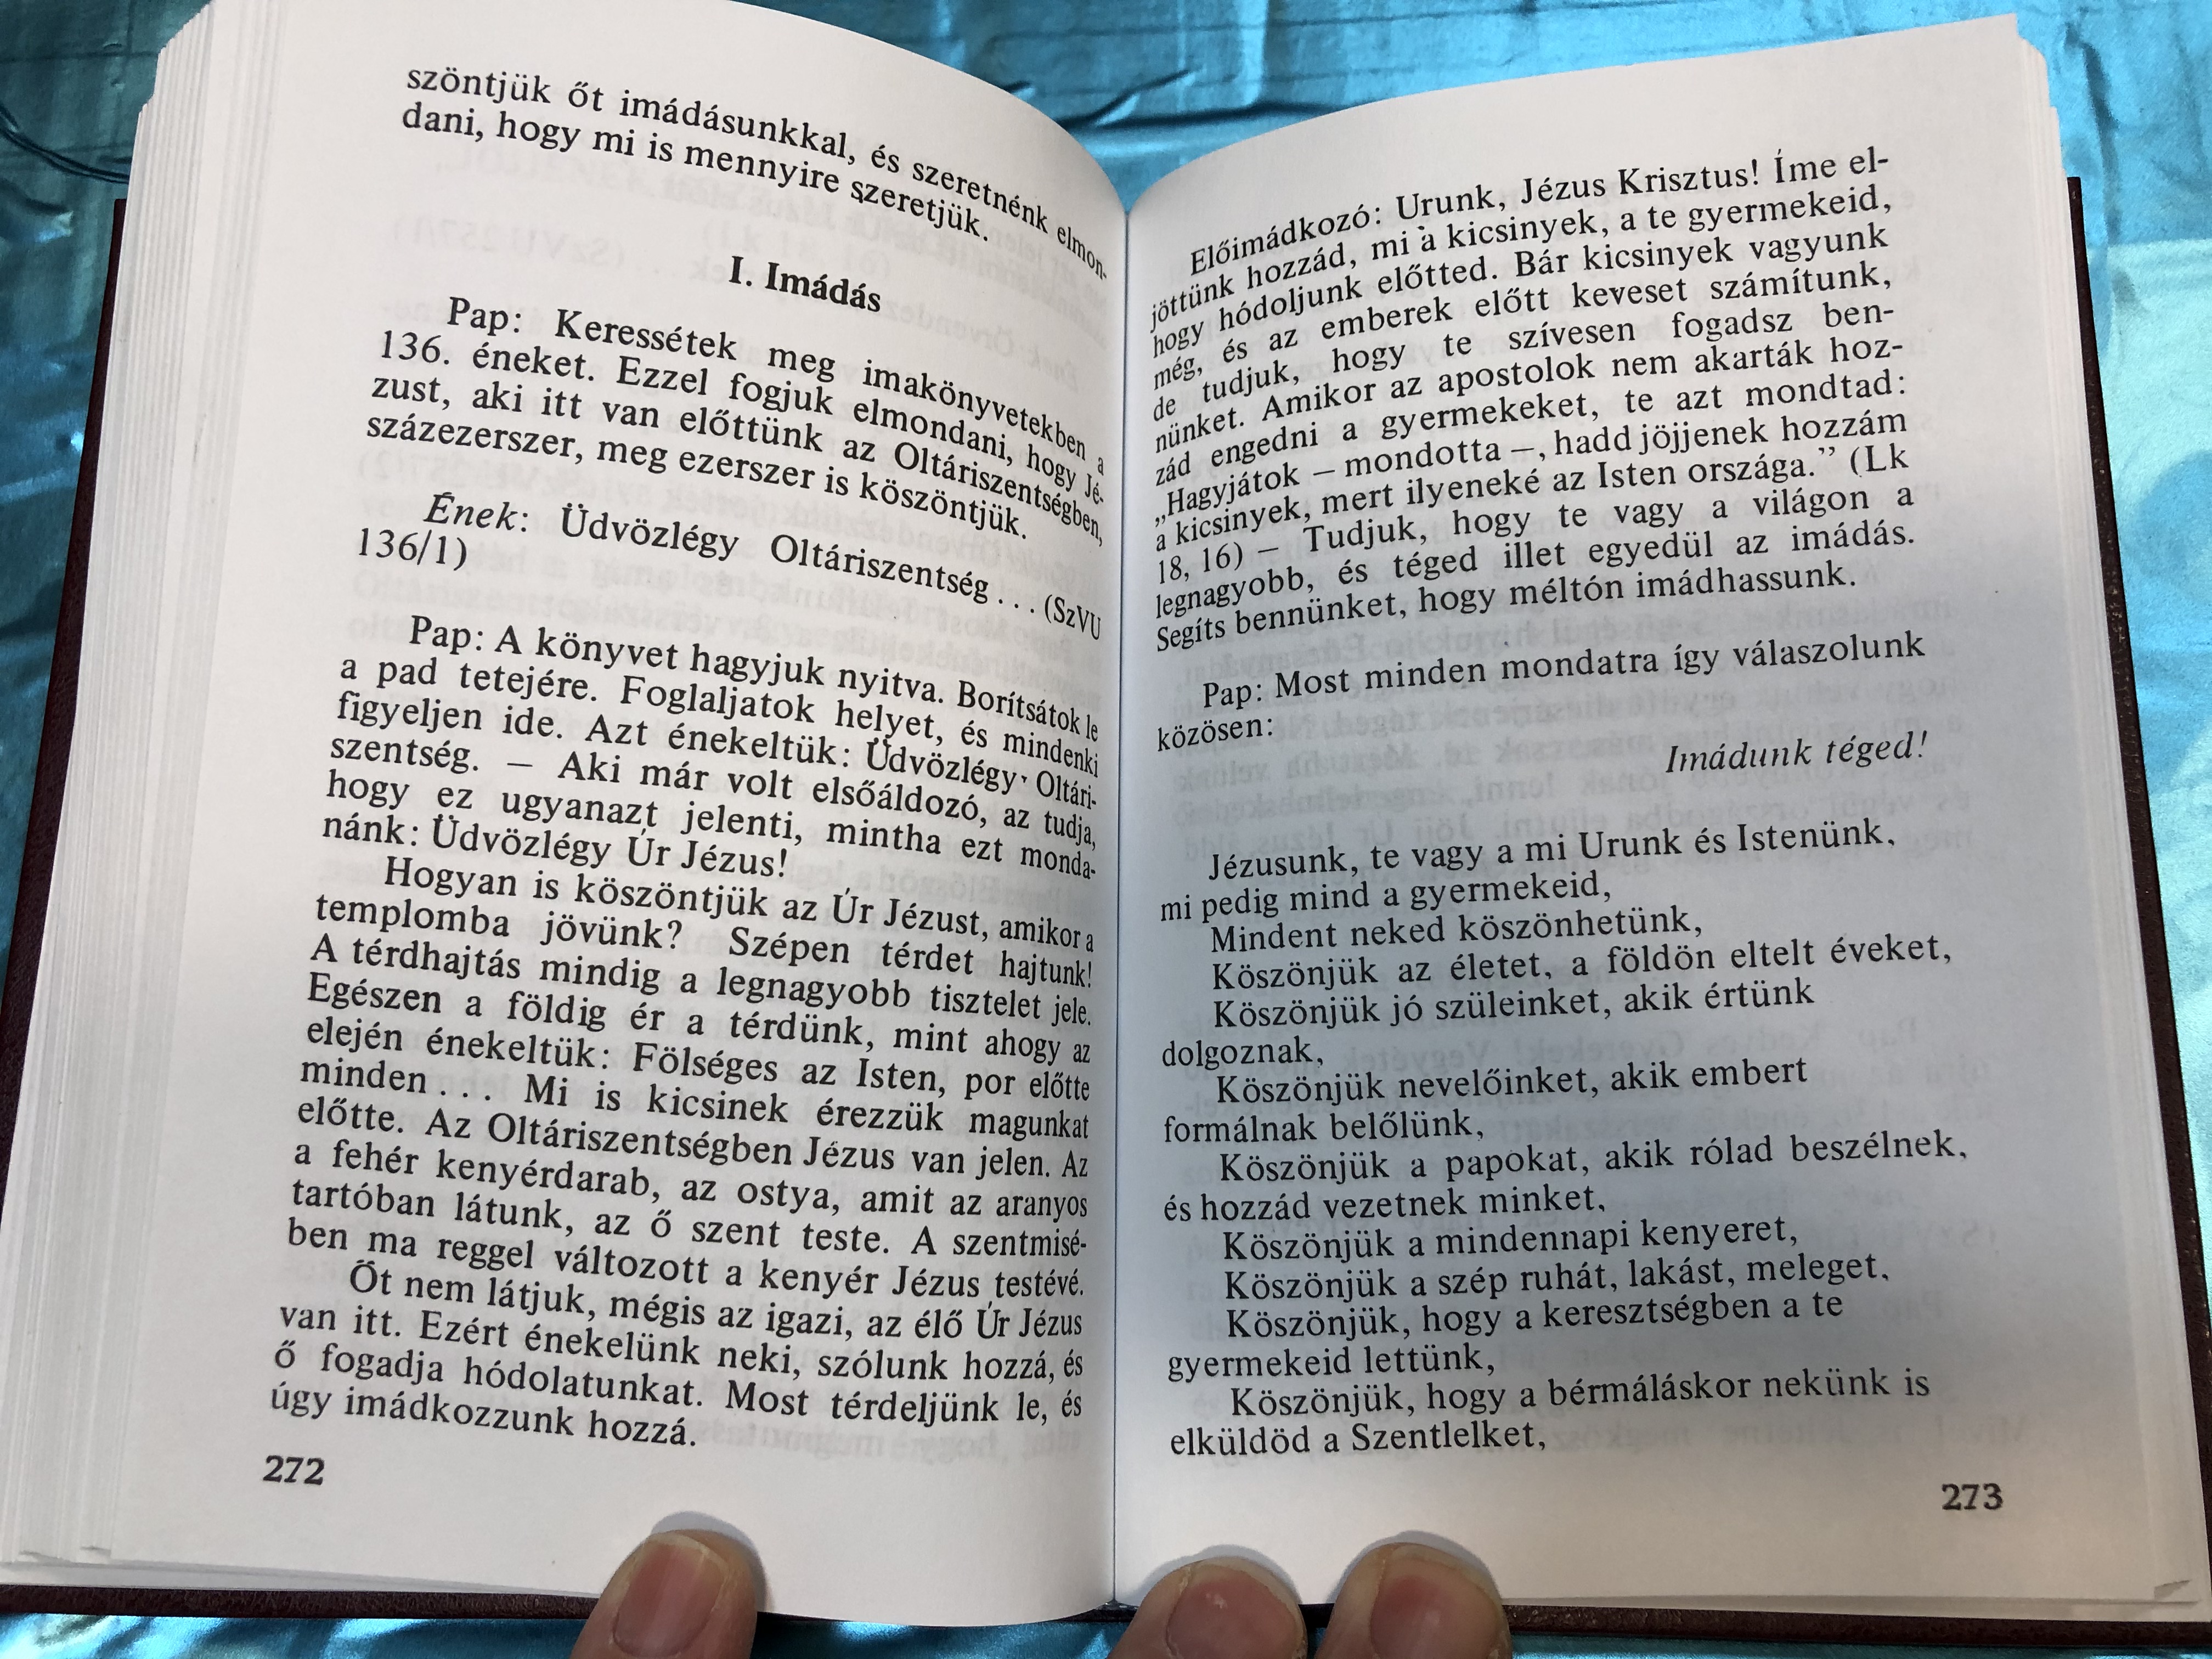 szöntjük őt imádásunkkal, és szeretnénk elmon-
dani, hogy mi is mennyire szeretjük.
I. Imádás
Pap: Keressétek meg imakönyvetekben a
136. éneket. Ezzel fogjuk elmondani, hogy Jé-
zust, aki itt van előttünk az Oltáriszentségben,
százezerszer, meg ezerszer is köszöntjük.
Ének: Üdvözlégy Oltáriszentség . . . (SzVU
136/1)
Pap: A könyvet hagyjuk nyitva. Borítsátok le
a pad tetejére. Foglaljatok helyet, és mindenki
figyeljen ide. Azt énekeltük: Üdvözlégy Oltári-
szentség. – Aki már volt elsőáldozó, az tudja,
hogy ez ugyanazt jelenti, mintha ezt monda-
nánk: Üdvözlégy Úr Jézus!
Hogyan is köszöntjük az Úr Jézust, amikor a
templomba jövünk? Szépen térdet hajtunk!
A térdhajtás mindig a legnagyobb tisztelet jele.
Egészen a földig ér a térdünk, mint ahogy az
elején énekeltük: Fölséges az Isten, por előtte
minden . . . Mi is kicsinek érezzük magunkat
előtte. Az Oltáriszentségben Jézus van jelen. Az
a fehér kenyérdarab, az ostya, amit az aranyos
tartóban látunk, az ő szent teste. A szentmisé-
ben ma reggel változott a kenyér Jézus testévé.
Őt nem látjuk, mégis az igazi, az élő Úr Jézus
van itt. Ezért énekelünk neki, szólunk hozzá, és
ő fogadja hódolatunkat. Most térdeljünk le, és
úgy imádkozzunk hozzá.
272
Előimádkozó: Urunk, Jézus Krisztus! Íme el-
jöttünk hozzád, mi a kicsinyek, a te gyermekeid,
hogy hódoljunk előtted. Bár kicsinyek vagyunk
még, és az emberek előtt keveset számítunk,
de tudjuk, hogy te szívesen fogadsz ben-
nünket. Amikor az apostolok nem akarták hoz-
zád engedni a gyermekeket, te azt mondtad:
„Hagyjátok – mondotta –, hadd jöjjenek hozzám
a kicsinyek, mert ilyeneké az Isten országa.” (Lk
18, 16) – Tudjuk, hogy te vagy a világon a
legnagyobb, és téged illet egyedül az imádás.
Segíts bennünket, hogy méltón imádhassunk.
Pap: Most minden mondatra így válaszolunk
közösen:
Imádunk téged!
Jézusunk, te vagy a mi Urunk és Istenünk,
mi pedig mind a gyermekeid,
Mindent neked köszönhetünk,
Köszönjük az életet, a földön eltelt éveket,
Köszönjük jó szüleinket, akik értünk
dolgoznak,
Köszönjük nevelőinket, akik embert
formálnak belőlünk,
Köszönjük a papokat, akik rólad beszélnek,
és hozzád vezetnek minket,
Köszönjük a mindennapi kenyeret,
Köszönjük a szép ruhát, lakást, meleget,
Köszönjük, hogy a keresztségben a te
gyermekeid lettünk,
Köszönjük, hogy a bérmáláskor nekünk is
elküldöd a Szentlelket,
273